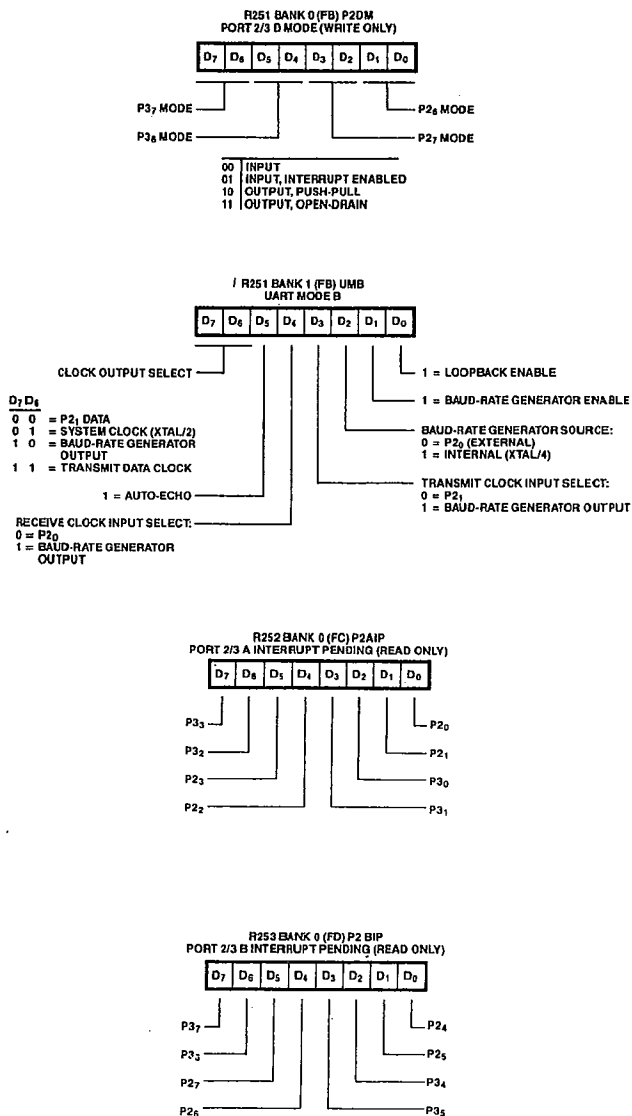 R251 BANK 0 (FB) P2DM
PORT 2/3 D MODE (WRITE ONLY)
D7 D6 D5 D4 D3 D2 D1 D0
P37 MODE
P26 MODE
P36 MODE
P27 MODE
00 INPUT
01 INPUT, INTERRUPT ENABLED
10 OUTPUT, PUSH-PULL
11 OUTPUT, OPEN-DRAIN
/ R251 BANK 1 (FB) UMB
UART MODE B
D7 D6 D5 D4 D3 D2 D1 D0
CLOCK OUTPUT SELECT
D7 D6
0 0 = P21 DATA
0 1 = SYSTEM CLOCK (XTAL/2)
1 0 = BAUD-RATE GENERATOR
OUTPUT
1 1 = TRANSMIT DATA CLOCK
1 = AUTO-ECHO
RECEIVE CLOCK INPUT SELECT:
0 = P20
1 = BAUD-RATE GENERATOR
OUTPUT
1 = LOOPBACK ENABLE
1 = BAUD-RATE GENERATOR ENABLE
BAUD-RATE GENERATOR SOURCE:
0 = P20 (EXTERNAL)
1 = INTERNAL (XTAL/4)
TRANSMIT CLOCK INPUT SELECT:
0 = P21
1 = BAUD-RATE GENERATOR OUTPUT
R252 BANK 0 (FC) P2AIP
PORT 2/3 A INTERRUPT PENDING (READ ONLY)
D7 D6 D5 D4 D3 D2 D1 D0
P33
P20
P32
P21
P23
P30
P22
P31
R253 BANK 0 (FD) P2 BIP
PORT 2/3 B INTERRUPT PENDING (READ ONLY)
D7 D6 D5 D4 D3 D2 D1 D0
P37
P24
P33
P25
P27
P34
P26
P35